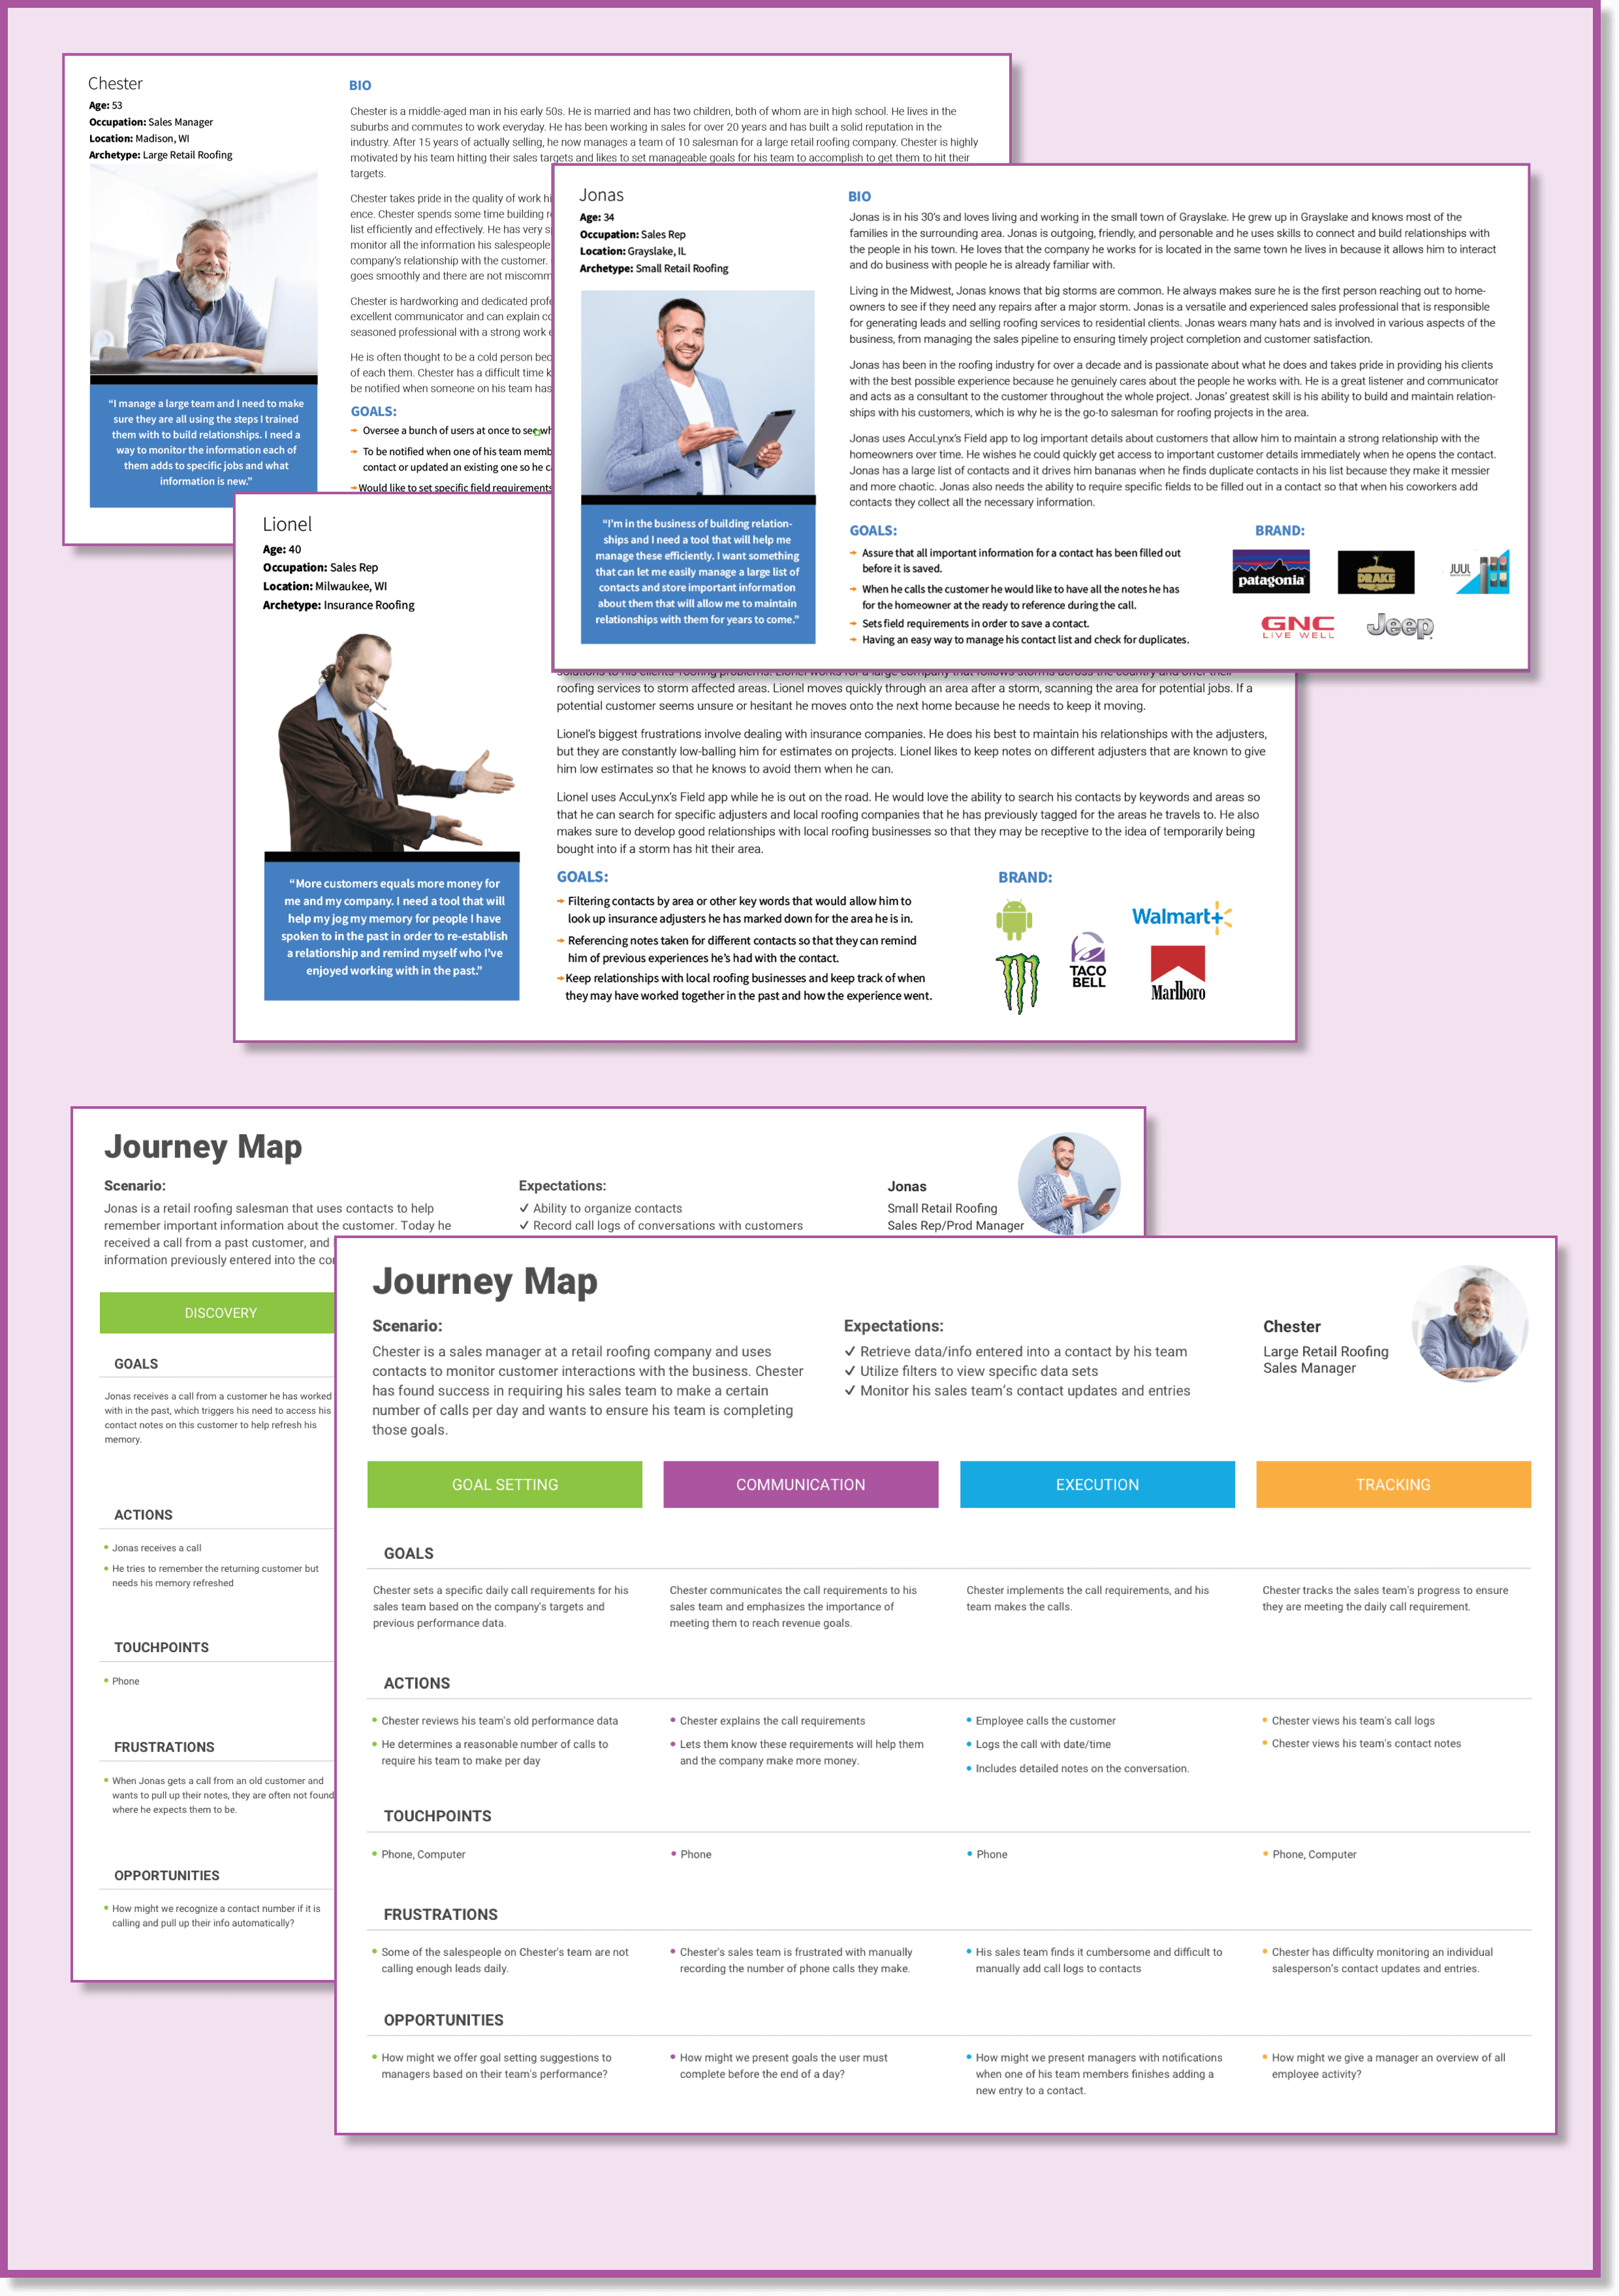 Chester
Age: 53
Occupation: Sales Manager
Location: Madison, WI
Archetype: Large Retail Roofing
“I manage a large team and I need to make
sure they are all using the steps I trained
them with to build relationships. I need a
way to monitor the information each of
them adds to specific jobs and what
information is new.”
BIO
Chester is a middle-aged man in his early 50s. He is married and has two children, both of whom are in high school. He lives in the
suburbs and commutes to work everyday. He has been working in sales for over 20 years and has built a solid reputation in the
industry. After 15 years of actually selling, he now manages a team of 10 salesman for a large retail roofing company. Chester is highly
motivated by his team hitting their sales targets and likes to set manageable goals for his team to accomplish to get them to hit their
targets.
Chester takes pride in the quality of work
ence. Chester spends some time building
list efficiently and effectively. He has very
monitor all the information his salespeople
company’s relationship with the customer.
goes smoothly and there are not
Chester is hardworking and dedicated
excellent communicator and can explain
seasoned professional with a strong work
He is often thought to be a cold person
of each them. Chester has a difficult time
be notified when someone on his team has
GOALS:
Oversee a bunch of users at once to
To be notified when one of his team
contact or updated an existing one so he
Would like to set specific field requirements
Jonas
Age: 34
Occupation: Sales Rep
Location: Grayslake, IL
Archetype: Small Retail Roofing
“I’m in the business of building relation-
ships and I need a tool that will help me
manage these efficiently. I want something
that can let me easily manage a large list of
contacts and store important information
about them that will allow me to maintain
relationships with them for years to come.”
BIO
Jonas is in his 30’s and loves living and working in the small town of Grayslake. He grew up in Grayslake and knows most of the
families in the surrounding area. Jonas is outgoing, friendly, and personable and he uses skills to connect and build relationships with
the people in his town. He loves that the company he works for is located in the same town he lives in because it allows him to interact
and do business with people he is already familiar with.
Living in the Midwest, Jonas knows that big storms are common. He always makes sure he is the first person reaching out to home-
owners to see if they need any repairs after a major storm. Jonas is a versatile and experienced sales professional that is responsible
for generating leads and selling roofing services to residential clients. Jonas wears many hats and is involved in various aspects of the
business, from managing the sales pipeline to ensuring timely project completion and customer satisfaction.
Jonas has been in the roofing industry for over a decade and is passionate about what he does and takes pride in providing his clients
with the best possible experience because he genuinely cares about the people he works with. He is a great listener and communicator
and acts as a consultant to the customer throughout the whole project. Jonas’ greatest skill is his ability to build and maintain relation-
ships with his customers, which is why he is the go-to salesman for roofing projects in the area.
Jonas uses AccuLynx’s Field app to log important details about customers that allow him to maintain a strong relationship with the
homeowners over time. He wishes he could quickly get access to important customer details immediately when he opens the contact.
Jonas has a large list of contacts and it drives him bananas when he finds duplicate contacts in his list because they make it messier
and more chaotic. Jonas also needs the ability to require specific fields to be filled out in a contact so that when his coworkers add
contacts they collect all the necessary information.
GOALS:
Assure that all important information for a contact has been filled out
before it is saved.
When he calls the customer he would like to have all the notes he has
for the homeowner at the ready to reference during the call.
Sets field requirements in order to save a contact.
Having an easy way to manage his contact list and check for duplicates.
BRAND:
patagonia
DRAKE
JUUL
GNC
LIVE WELL
Jeep
Lionel
Age: 40
Occupation: Sales Rep
Location: Milwaukee, WI
Archetype: Insurance Roofing
“More customers equals more money for
me and my company. I need a tool that will
help my jog my memory for people I have
spoken to in the past in order to re-establish
a relationship and remind myself who I’ve
enjoyed working with in the past.”
solutions to his clients’ roofing problems. Lionel works for a large company that follows storms across the country and offer their
roofing services to storm affected areas. Lionel moves quickly through an area after a storm, scanning the area for potential jobs. If a
potential customer seems unsure or hesitant he moves onto the next home because he needs to keep it moving.
Lionel’s biggest frustrations involve dealing with insurance companies. He does his best to maintain his relationships with the adjusters,
but they are constantly low-balling him for estimates on projects. Lionel likes to keep notes on different adjusters that are known to give
him low estimates so that he knows to avoid them when he can.
Lionel uses AccuLynx’s Field app while he is out on the road. He would love the ability to search his contacts by keywords and areas so
that he can search for specific adjusters and local roofing companies that he has previously tagged for the areas he travels to. He also
makes sure to develop good relationships with local roofing businesses so that they may be receptive to the idea of temporarily being
bought into if a storm has hit their area.
GOALS:
Filtering contacts by area or other key words that would allow him to
look up insurance adjusters he has marked down for the area he is in.
Referencing notes taken for different contacts so that they can remind
him of previous experiences he’s had with the contact.
Keep relationships with local roofing businesses and keep track of when
they may have worked together in the past and how the experience went.
BRAND:
Walmart
TACO
BELL
Marlboro
Journey Map
Scenario:
Jonas is a retail roofing salesman that uses contacts to help
remember important information about the customer. Today he
received a call from a past customer, and
information previously entered into the
Expectations:
✓ Ability to organize contacts
✓ Record call logs of conversations with customers
Jonas
Small Retail Roofing
Sales Rep/Prod Manager
DISCOVERY
GOALS
Jonas receives a call from a customer he has worked
with in the past, which triggers his need to access his
contact notes on this customer to help refresh his
memory.
ACTIONS
• Jonas receives a call
• He tries to remember the returning customer but
needs his memory refreshed
TOUCHPOINTS
• Phone
FRUSTRATIONS
• When Jonas gets a call from an old customer and
wants to pull up their notes, they are often not found
where he expects them to be.
OPPORTUNITIES
• How might we recognize a contact number if it is
calling and pull up their info automatically?
Journey Map
Scenario:
Chester is a sales manager at a retail roofing company and uses
contacts to monitor customer interactions with the business. Chester
has found success in requiring his sales team to make a certain
number of calls per day and wants to ensure his team is completing
those goals.
Expectations:
✓ Retrieve data/info entered into a contact by his team
✓ Utilize filters to view specific data sets
✓ Monitor his sales team’s contact updates and entries
Chester
Large Retail Roofing
Sales Manager
GOAL SETTING
COMMUNICATION
EXECUTION
TRACKING
GOALS
Chester sets a specific daily call requirements for his
sales team based on the company's targets and
previous performance data.
Chester communicates the call requirements to his
sales team and emphasizes the importance of
meeting them to reach revenue goals.
Chester implements the call requirements, and his
team makes the calls.
Chester tracks the sales team's progress to ensure
they are meeting the daily call requirement.
ACTIONS
• Chester reviews his team's old performance data
• He determines a reasonable number of calls to
require his team to make per day
• Chester explains the call requirements
• Lets them know these requirements will help them
and the company make more money.
• Employee calls the customer
• Logs the call with date/time
• Includes detailed notes on the conversation.
• Chester views his team's call logs
• Chester views his team's contact notes
TOUCHPOINTS
• Phone, Computer
• Phone
• Phone
• Phone, Computer
FRUSTRATIONS
• Some of the salespeople on Chester's team are not
calling enough leads daily.
• Chester's sales team is frustrated with manually
recording the number of phone calls they make.
• His sales team finds it cumbersome and difficult to
manually add call logs to contacts
• Chester has difficulty monitoring an individual
salesperson's contact updates and entries.
OPPORTUNITIES
• How might we offer goal setting suggestions to
managers based on their team's performance?
• How might we present goals the user must
complete before the end of a day?
• How might we present managers with notifications
when one of his team members finishes adding a
new entry to a contact.
• How might we give a manager an overview of all
employee activity?